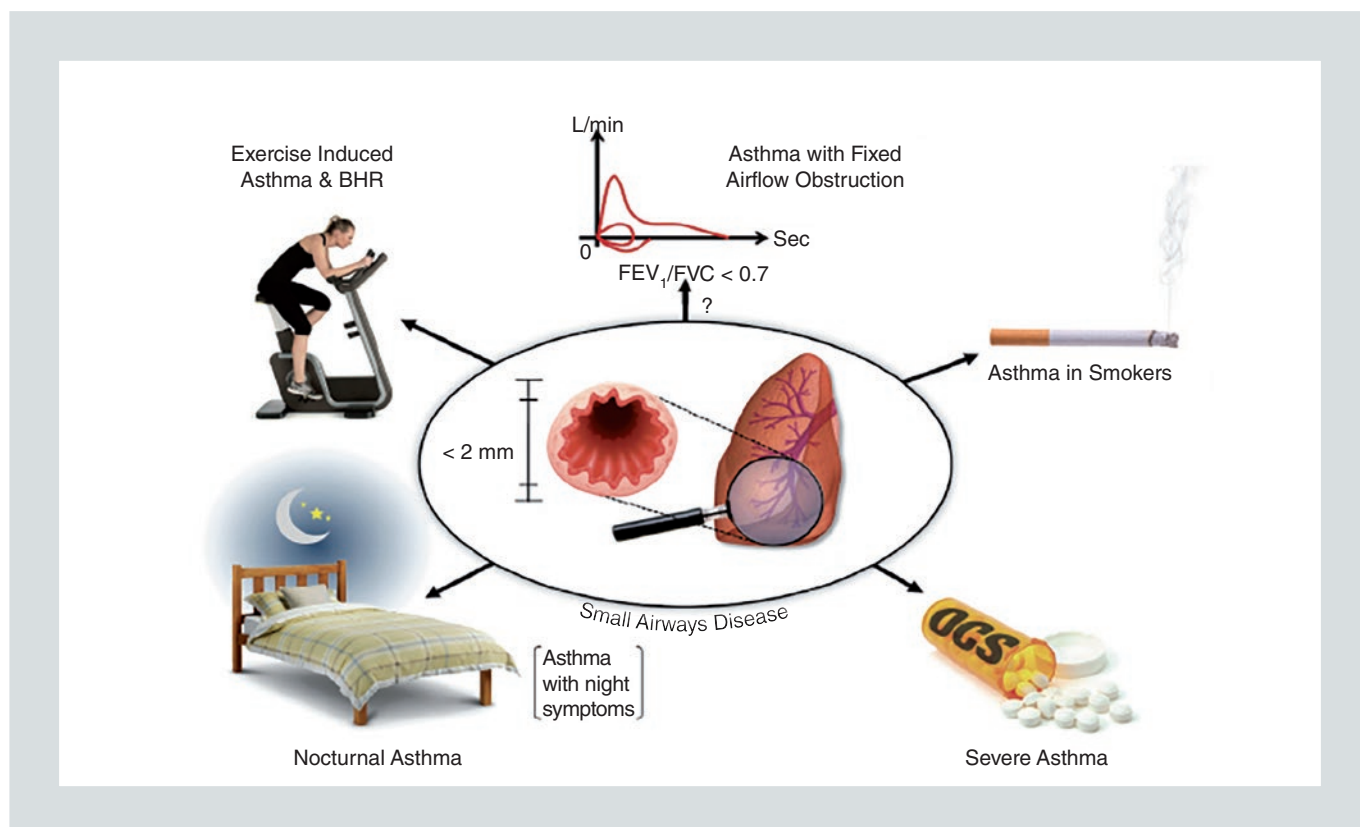 L/min
Exercise Induced
Asthma & BHR
Asthma with Fixed
Airflow Obstruction
0
Sec
FEV1/FVC < 0.7
?
Asthma in Smokers
< 2 mm
Small Airways Disease
Asthma
with night
symptoms
OCS
Nocturnal Asthma
Severe Asthma